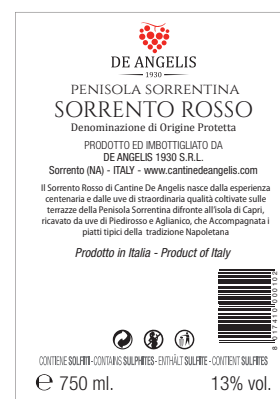 DE ANGELIS
1930
PENISOLA SORRENTINA
SORRENTO ROSSO
Denominazione di Origine Protetta
PRODOTTO ED IMBOTTIGLIATO DA
DE ANGELIS 1930 S.R.L.
Sorrento (NA) - ITALY - www.cantinedeangelis.com
Il Sorrento Rosso di Cantine De Angelis nasce dalla esperienza
centenaria e dalle uve di straordinaria qualità coltivate sulle
terrazze della Penisola Sorrentina difronte all'isola di Capri,
ricavato da uve di Piedirosso e Aglianico, che Accompagnata i
piatti tipici della tradizione Napoletana
Prodotto in Italia - Product of Italy
8 017410 000102
CONTIENE SOLFITI - CONTAINS SULPHITES - ENTHÄLT SULFITE - CONTIENT SULFITES
e 750 ml. 13% vol.